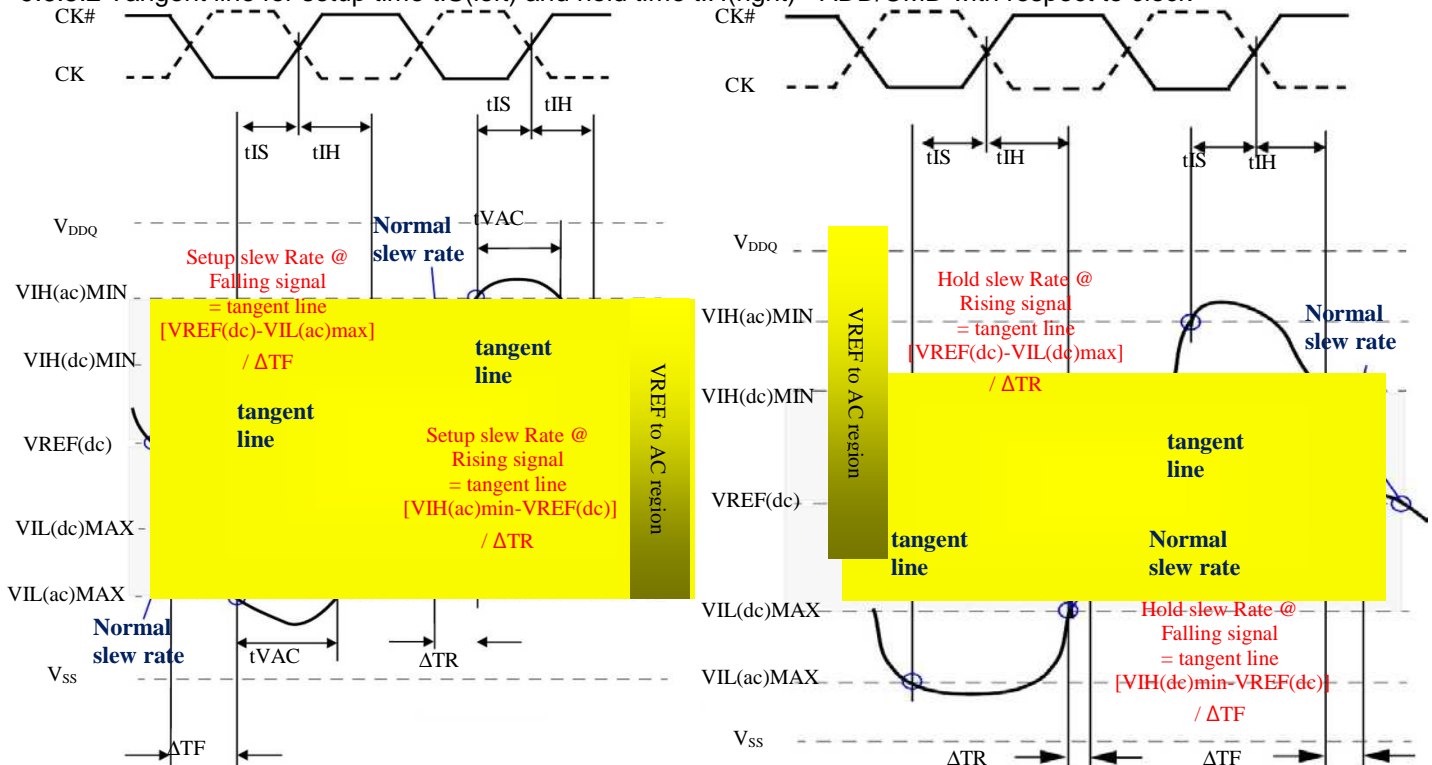 CK#
CK
tIS
tIH
tIS
tIH
VDDQ
Normal
slew rate
tVAC
Setup slew Rate @
Falling signal
= tangent line
[VREF(dc)-VIL(ac)max]
/ ΔTF
VIH(ac)MIN
VIH(dc)MIN
VREF(dc)
VIL(dc)MAX
VIL(ac)MAX
tangent
line
tangent
line
Setup slew Rate @
Rising signal
= tangent line
[VIH(ac)min-VREF(dc)]
/ ΔTR
VREF to AC region
Normal
slew rate
tVAC
ΔTR
VSS
ΔTF
CK#
CK
tIS
tIH
tIS
tIH
VDDQ
VREF to AC region
Hold slew Rate @
Rising signal
= tangent line
[VREF(dc)-VIL(dc)max]
/ ΔTR
Normal
slew rate
VIH(ac)MIN
VIH(dc)MIN
VREF(dc)
VIL(dc)MAX
VIL(ac)MAX
tangent
line
tangent
line
Normal
slew rate
Hold slew Rate @
Falling signal
= tangent line
[VIH(dc)min-VREF(dc)]
/ ΔTF
VSS
ΔTR
ΔTF